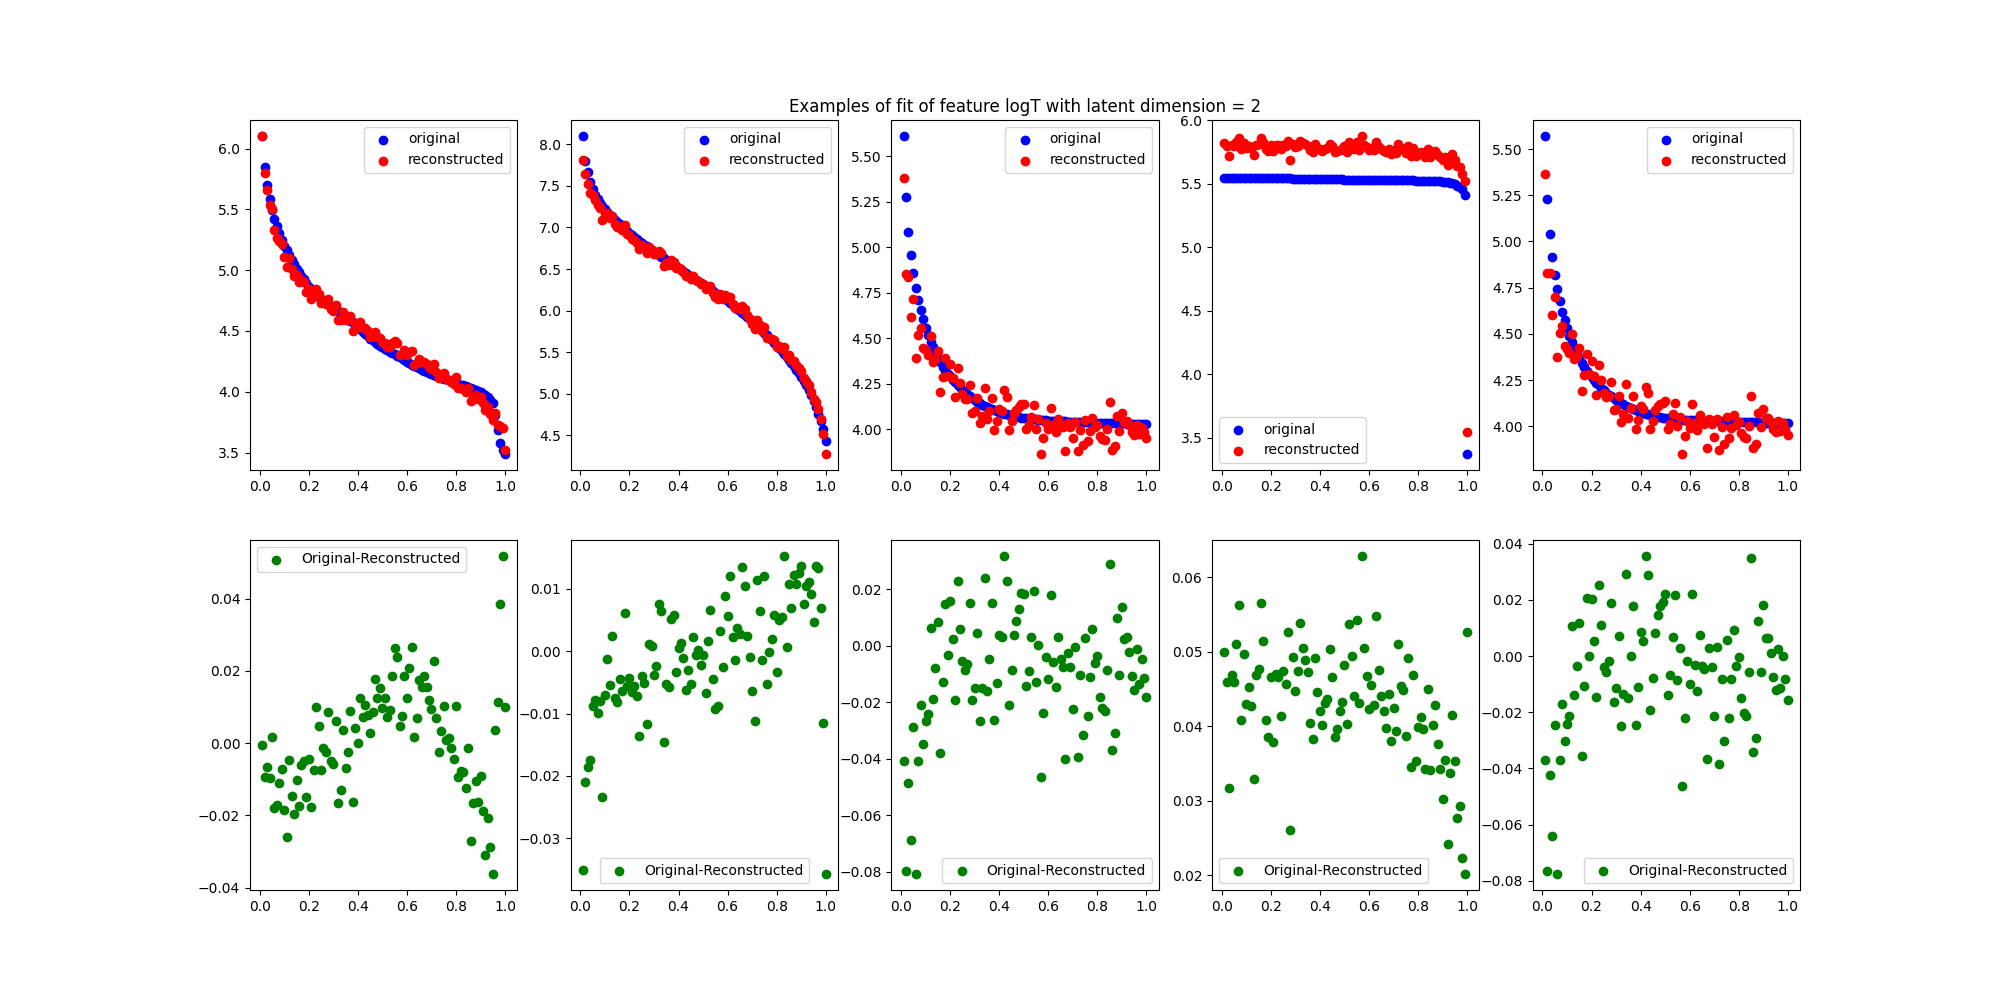 Examples of fit of feature logT with latent dimension = 2
original
reconstructed
6.0
5.5
5.0
4.5
4.0
3.5
0.0 0.2 0.4 0.6 0.8 1.0
original
reconstructed
8.0
7.5
7.0
6.5
6.0
5.5
5.0
4.5
0.0 0.2 0.4 0.6 0.8 1.0
original
reconstructed
5.50
5.25
5.00
4.75
4.50
4.25
4.00
0.0 0.2 0.4 0.6 0.8 1.0
6.0
5.5
5.0
4.5
4.0
3.5
original
reconstructed
0.0 0.2 0.4 0.6 0.8 1.0
original
reconstructed
5.50
5.25
5.00
4.75
4.50
4.25
4.00
0.0 0.2 0.4 0.6 0.8 1.0
Original-Reconstructed
0.04
0.02
0.00
−0.02
−0.04
0.0 0.2 0.4 0.6 0.8 1.0
0.01
0.00
−0.01
−0.02
−0.03
Original-Reconstructed
0.0 0.2 0.4 0.6 0.8 1.0
0.02
0.00
−0.02
−0.04
−0.06
−0.08
Original-Reconstructed
0.0 0.2 0.4 0.6 0.8 1.0
0.06
0.05
0.04
0.03
0.02
Original-Reconstructed
0.0 0.2 0.4 0.6 0.8 1.0
0.04
0.02
0.00
−0.02
−0.04
−0.06
−0.08
Original-Reconstructed
0.0 0.2 0.4 0.6 0.8 1.0